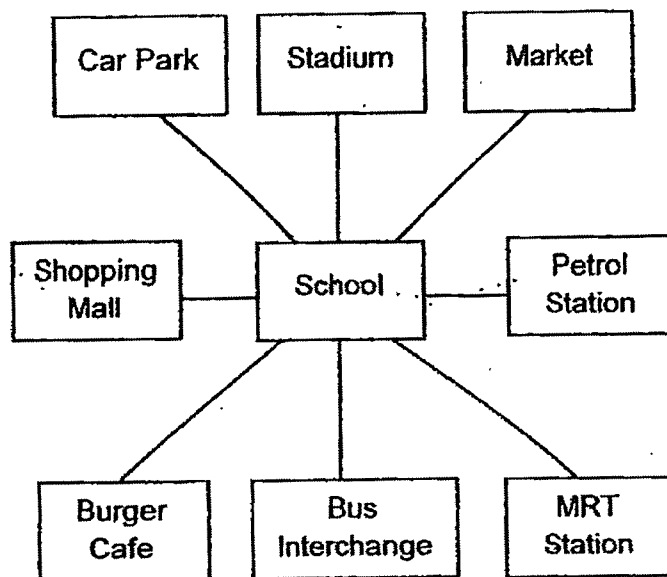 Car Park
Stadium
Market
Shopping
Mall
School
Petrol
Station
Burger
Cafe
Bus
Interchange
MRT
Station